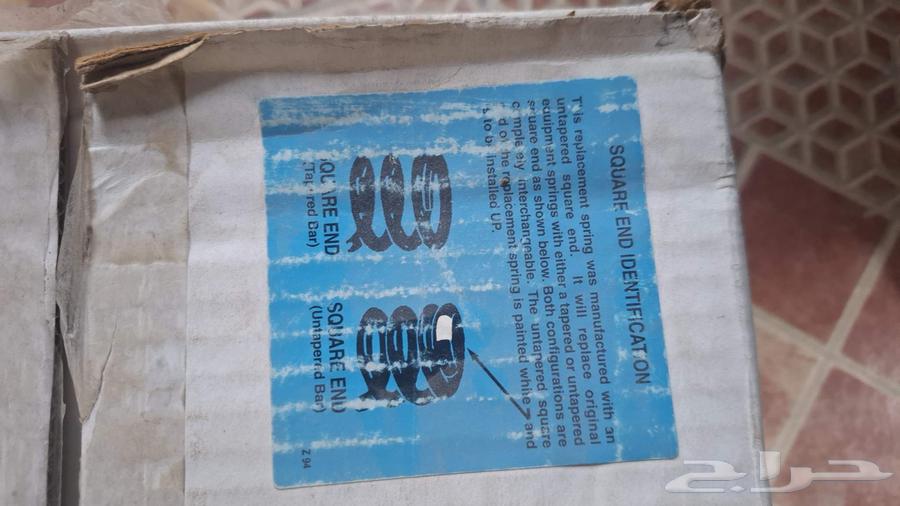 SQUARE END IDENTIFICATION
This replacement spring was manufactured with an
untapered square end. It will replace original
equipment springs with either a tapered or untapered
square end as shown below. Both configurations are
completely interchangeable. The untapered square
end of the replacement spring is painted white and
is to be installed UP.
SQUARE END
(Tapered Bar)
SQUARE END
(Untapered Bar)
Z 94
حراج